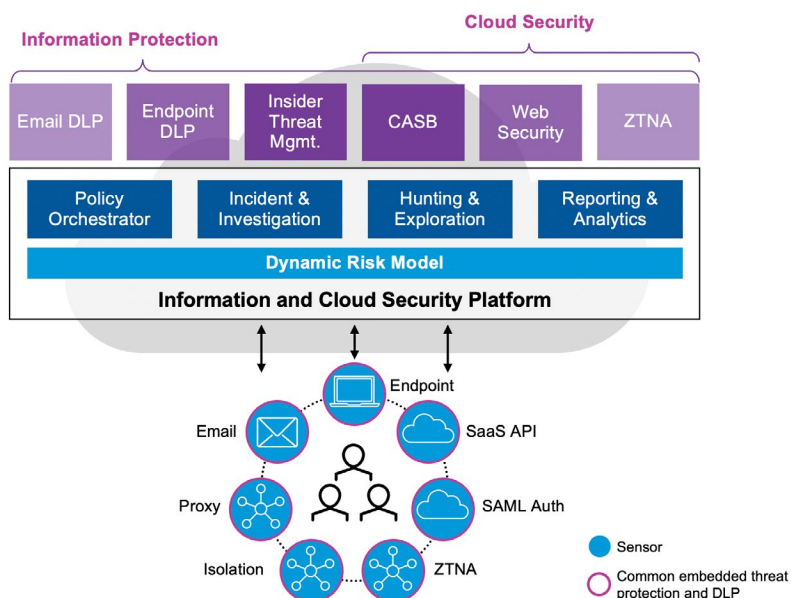 Cloud Security
Information Protection
Email DLP
Endpoint
DLP
Insider
Threat
Mgmt.
CASB
Web
Security
ZTNA
Policy
Orchestrator
Incident &
Investigation
Hunting &
Exploration
Reporting &
Analytics
Dynamic Risk Model
Information and Cloud Security Platform
Endpoint
Email
SaaS API
Proxy
SAML Auth
Isolation
ZTNA
Sensor
Common embedded threat
protection and DLP